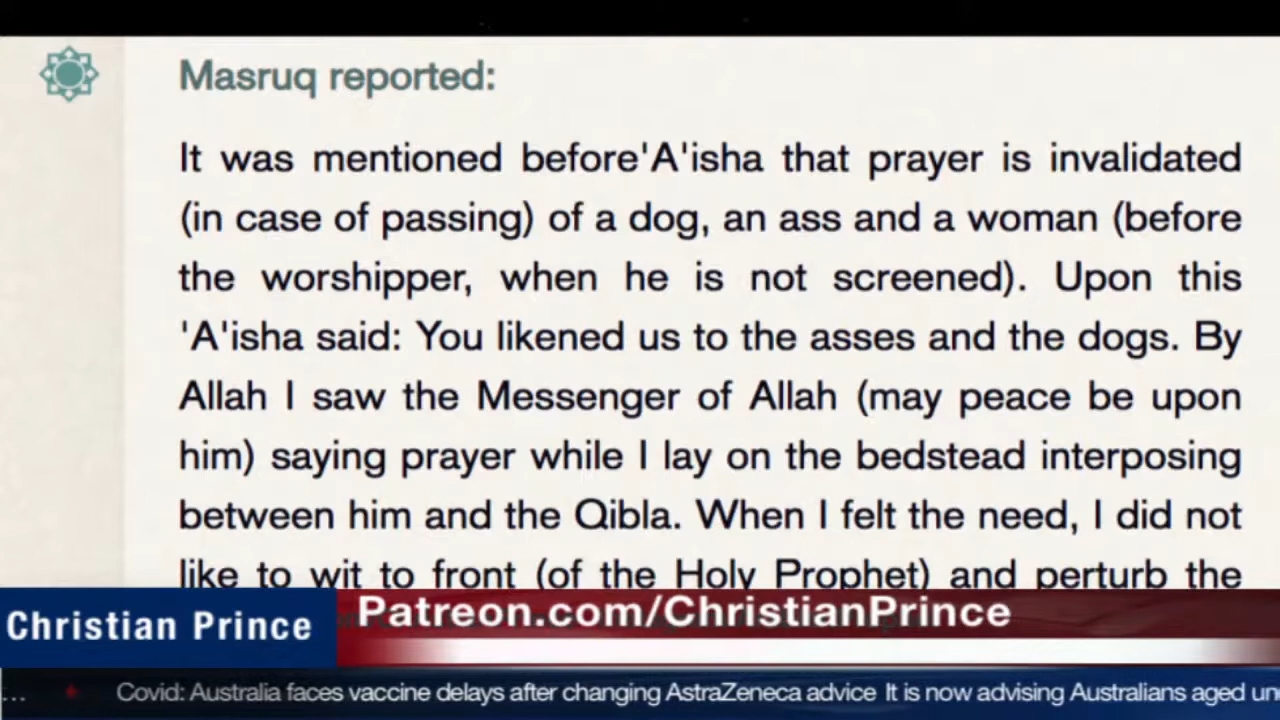 Masruq reported:
It was mentioned before'A'isha that prayer is invalidated
(in case of passing) of a dog, an ass and a woman (before
the worshipper, when he is not screened). Upon this
'A'isha said: You likened us to the asses and the dogs. By
Allah I saw the Messenger of Allah (may peace be upon
him) saying prayer while I lay on the bedstead interposing
between him and the Qibla. When I felt the need, I did not
like to wit to front (of the Holy Prophet) and perturb the
Christian Prince
Patreon.com/ChristianPrince
... Covid: Australia faces vaccine delays after changing AstraZeneca advice It is now advising Australians aged un